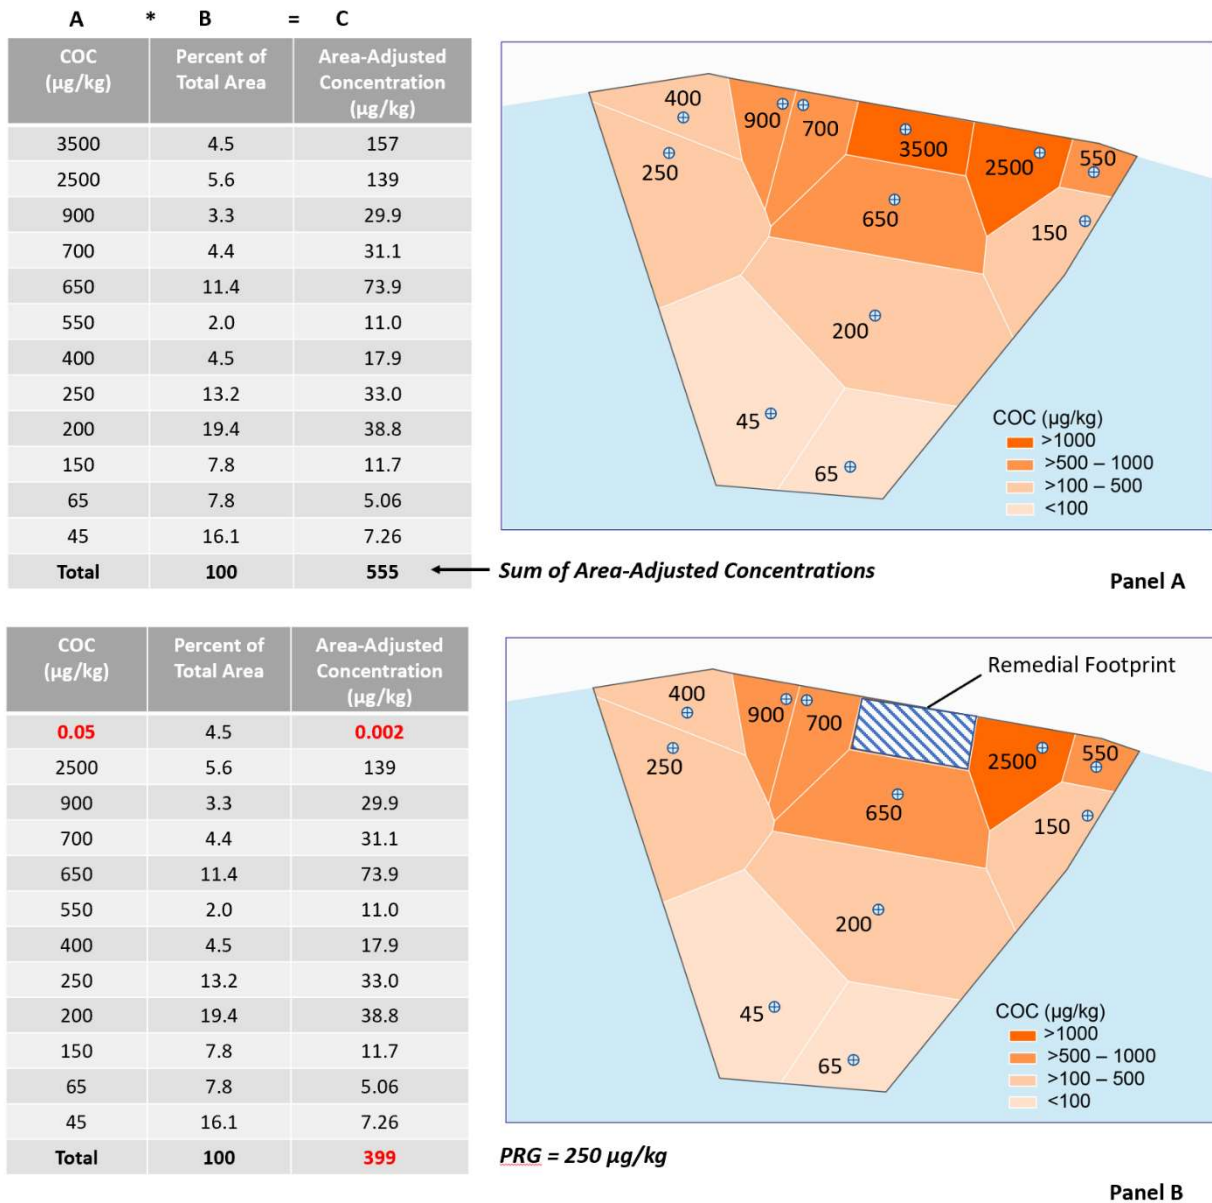 A * B = C
COC (µg/kg) Percent of Total Area Area-Adjusted Concentration (µg/kg)
3500 4.5 157
2500 5.6 139
900 3.3 29.9
700 4.4 31.1
650 11.4 73.9
550 2.0 11.0
400 4.5 17.9
250 13.2 33.0
200 19.4 38.8
150 7.8 11.7
65 7.8 5.06
45 16.1 7.26
Total 100 555
Sum of Area-Adjusted Concentrations
400
900
700
3500
2500
550
250
650
150
200
45
65
COC (µg/kg)
>1000
>500 – 1000
>100 – 500
<100
Panel A
COC (µg/kg) Percent of Total Area Area-Adjusted Concentration (µg/kg)
0.05 4.5 0.002
2500 5.6 139
900 3.3 29.9
700 4.4 31.1
650 11.4 73.9
550 2.0 11.0
400 4.5 17.9
250 13.2 33.0
200 19.4 38.8
150 7.8 11.7
65 7.8 5.06
45 16.1 7.26
Total 100 399
Remedial Footprint
400
900
700
2500
550
250
650
150
200
45
65
COC (µg/kg)
>1000
>500 – 1000
>100 – 500
<100
PRG = 250 µg/kg
Panel B